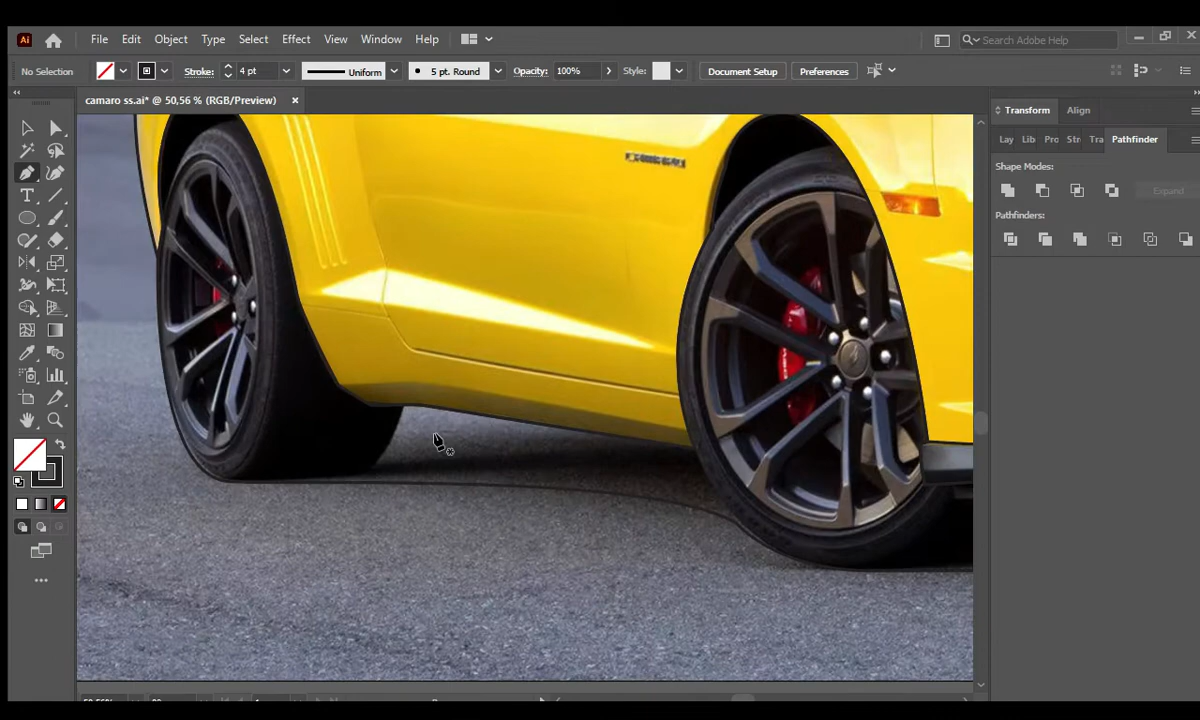 Ai File Edit Object Type Select Effect View Window Help Search Adobe Help
No Selection Stroke: 4 pt Uniform 5 pt. Round Opacity: 100% Style: Document Setup Preferences
camaro ss.ai* @ 50,56 % (RGB/Preview)
Transform Align
Lay Lib Pro Str Tra Pathfinder
Shape Modes:
Expand
Pathfinders: